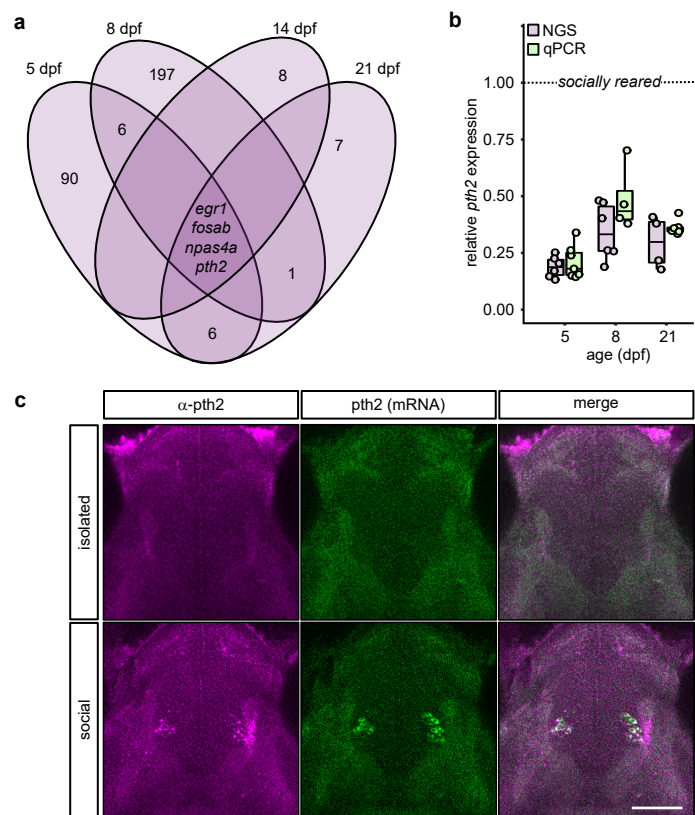 a
8 dpf
14 dpf
5 dpf
21 dpf
197
8
6
7
90
egr1
fosab
npas4a
pth2
1
6
b
NGS
qPCR
socially reared
relative pth2 expression
1.00
0.75
0.50
0.25
0.00
5
8
21
age (dpf)
c
α-pth2
pth2 (mRNA)
merge
isolated
social